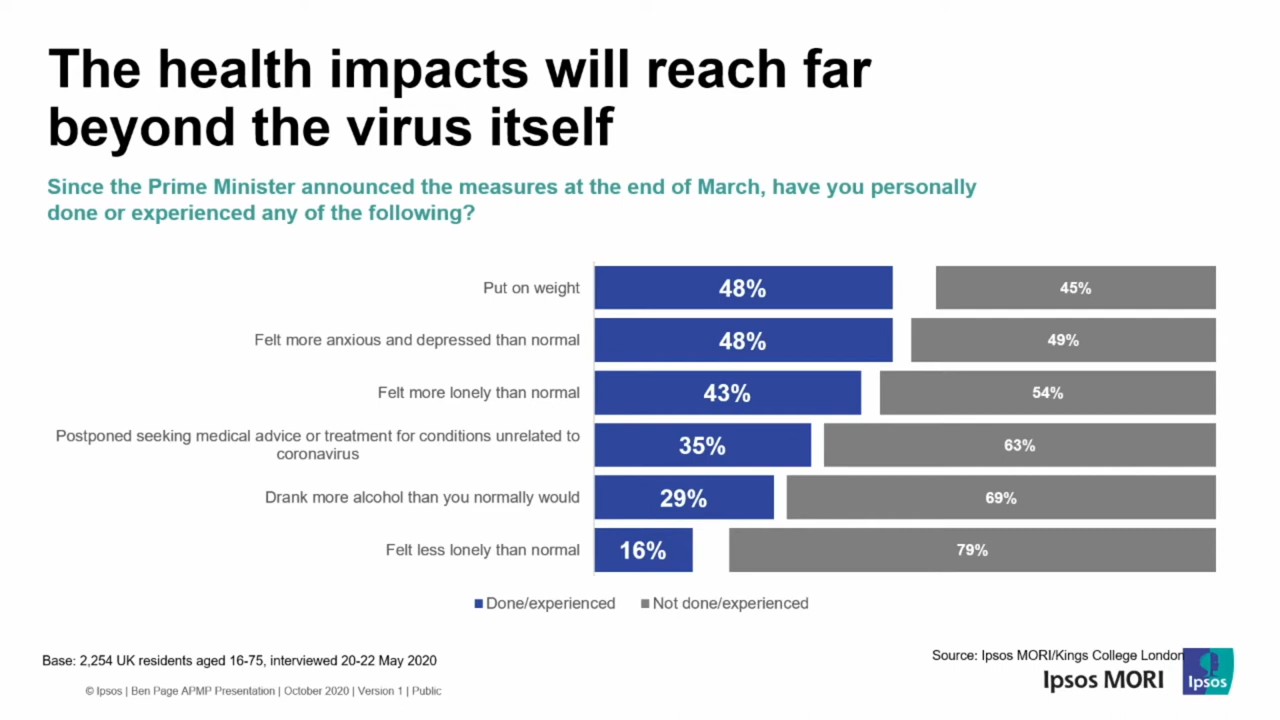 The health impacts will reach far
beyond the virus itself
Since the Prime Minister announced the measures at the end of March, have you personally
done or experienced any of the following?
Put on weight 48% 45%
Felt more anxious and depressed than normal 48% 49%
Felt more lonely than normal 43% 54%
Postponed seeking medical advice or treatment for conditions unrelated to
coronavirus 35% 63%
Drank more alcohol than you normally would 29% 69%
Felt less lonely than normal 16% 79%
Done/experienced Not done/experienced
Base: 2,254 UK residents aged 16-75, interviewed 20-22 May 2020
Source: Ipsos MORI/Kings College London
© Ipsos | Ben Page APMP Presentation | October 2020 | Version 1 | Public
Ipsos MORI
Ipsos